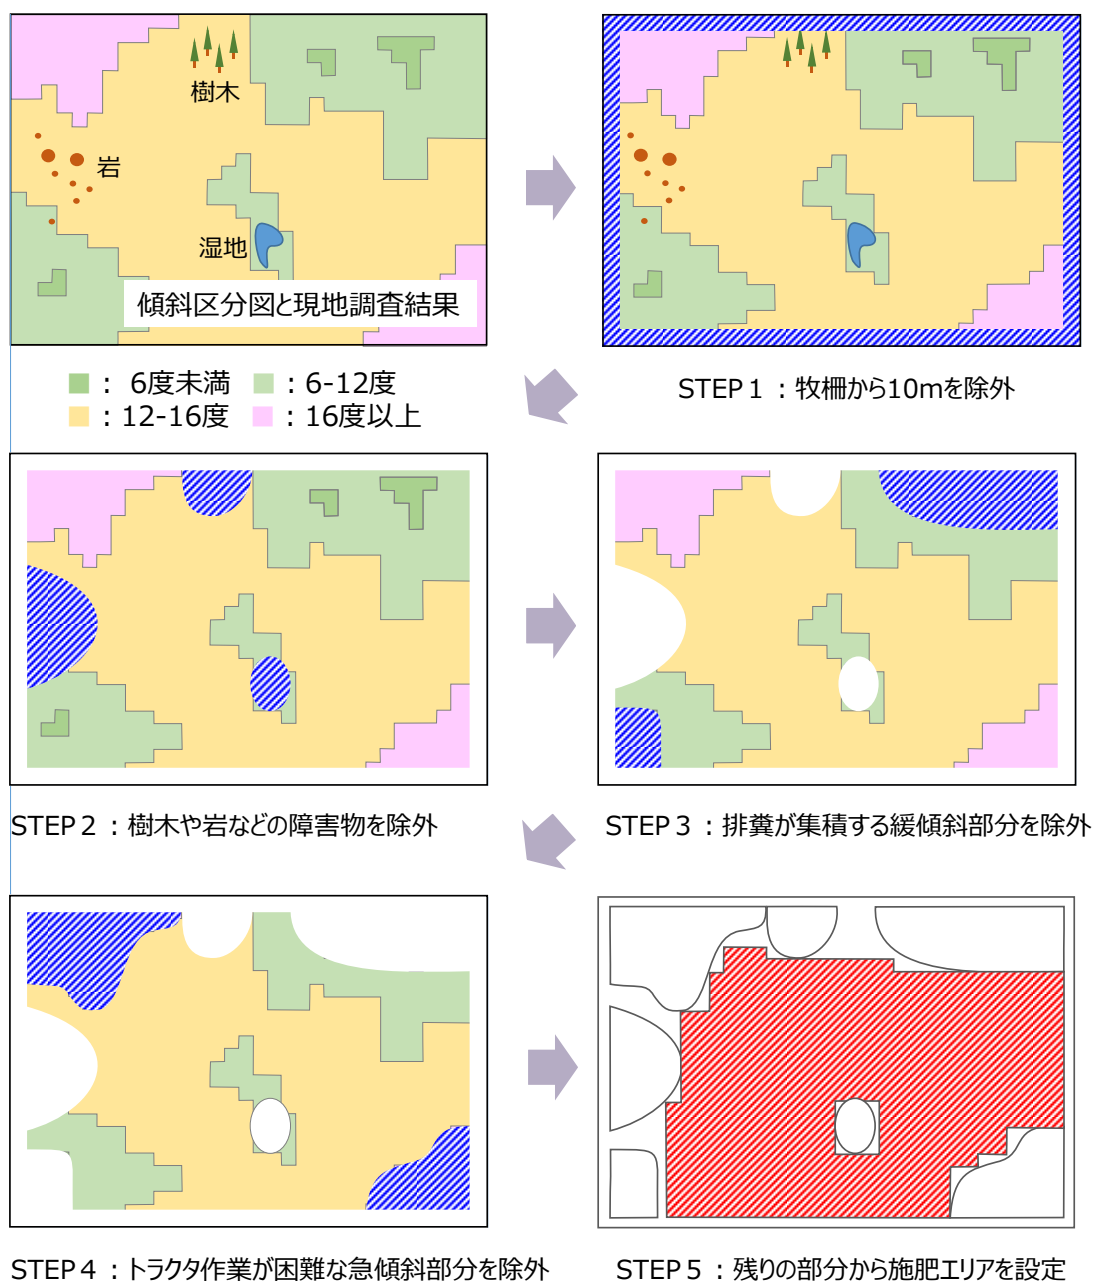 樹木
岩
湿地
傾斜区分図と現地調査結果
：6度未満 ：6-12度
：12-16度 ：16度以上
STEP１：牧柵から10mを除外
STEP２：樹木や岩などの障害物を除外
STEP３：排糞が集積する緩傾斜部分を除外
STEP４：トラクタ作業が困難な急傾斜部分を除外
STEP５：残りの部分から施肥エリアを設定